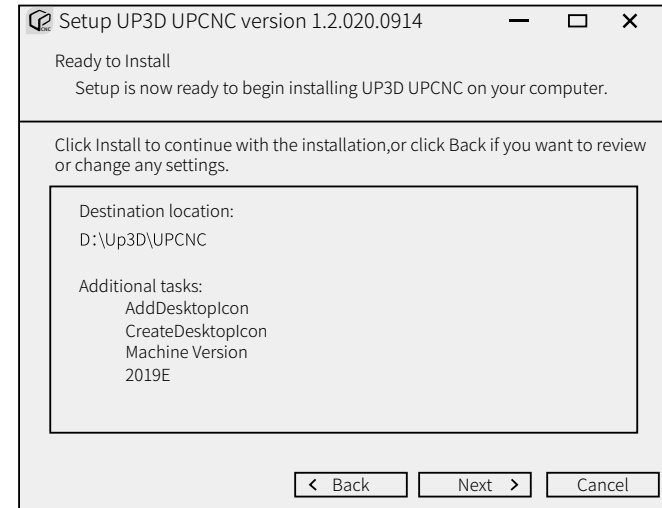 CNC
Setup UP3D UPCNC version 1.2.020.0914
Ready to Install
Setup is now ready to begin installing UP3D UPCNC on your computer.
Click Install to continue with the installation,or click Back if you want to review
or change any settings.
Destination location:
D:\Up3D\UPCNC
Additional tasks:
AddDesktopIcon
CreateDesktopIcon
Machine Version
2019E
Back
Next
Cancel